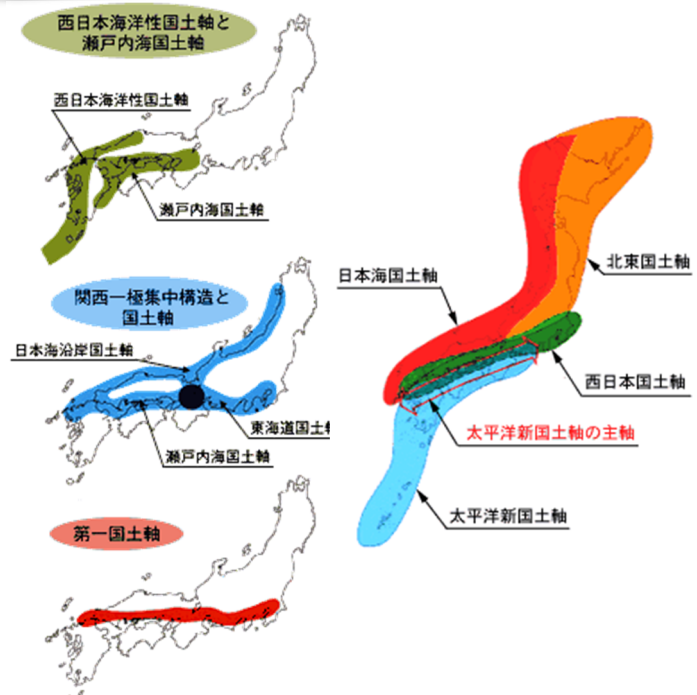 西日本海洋性国土軸と
瀬戸内海国土軸
西日本海洋性国土軸
瀬戸内海国土軸
関西一極集中構造と
国土軸
日本海沿岸国土軸
東海道国土軸
瀬戸内海国土軸
第一国土軸
日本海国土軸
北東国土軸
西日本国土軸
太平洋新国土軸の主軸
太平洋新国土軸